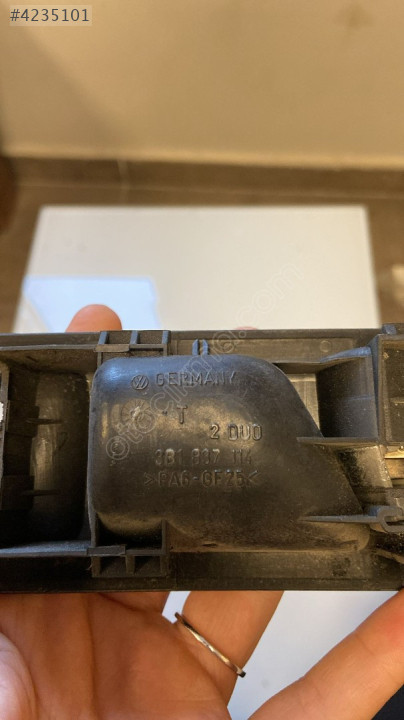 #4235101
GERMANY
T
2.DUO
3B1 837 114
>PA6-GF25<